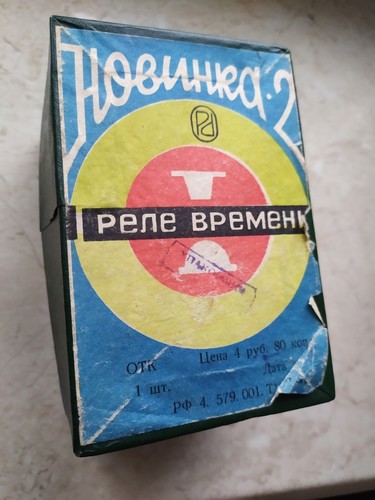 Новинка-2
РЕЛЕ ВРЕМЕНИ
ОТК Цена 4 руб. 80 коп
1 шт. Дата
РФ 4. 579. 001.